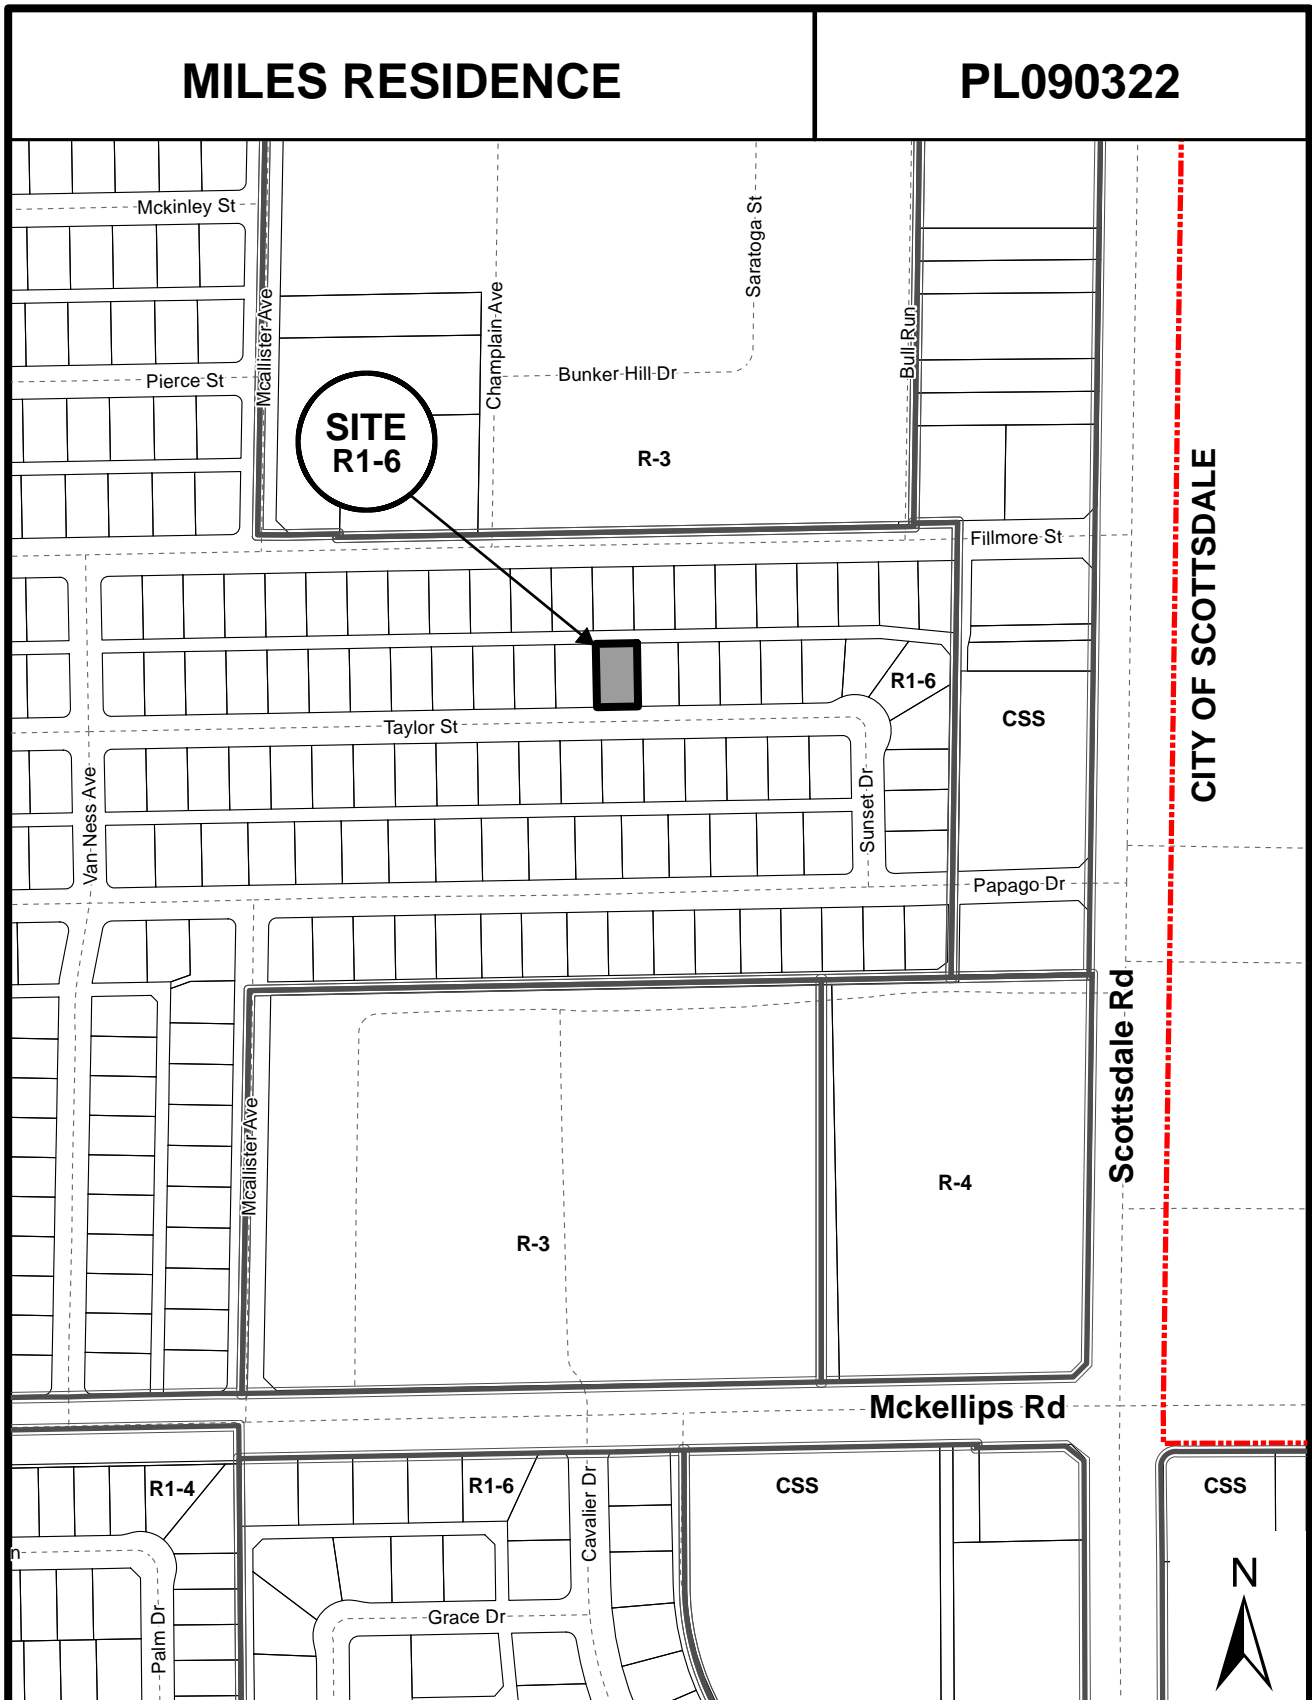 MILES RESIDENCE
PL090322
Mckinley St
Saratoga St
Mcallister Ave
Champlain Ave
Bull Run
Pierce St
Bunker Hill Dr
SITE
R1-6
R-3
Fillmore St
CITY OF SCOTTSDALE
R1-6
CSS
Taylor St
Van Ness Ave
Sunset Dr
Papago Dr
Scottsdale Rd
Mcallister Ave
R-4
R-3
Mckellips Rd
R1-4
R1-6
CSS
CSS
Cavalier Dr
n
N
Palm Dr
Grace Dr